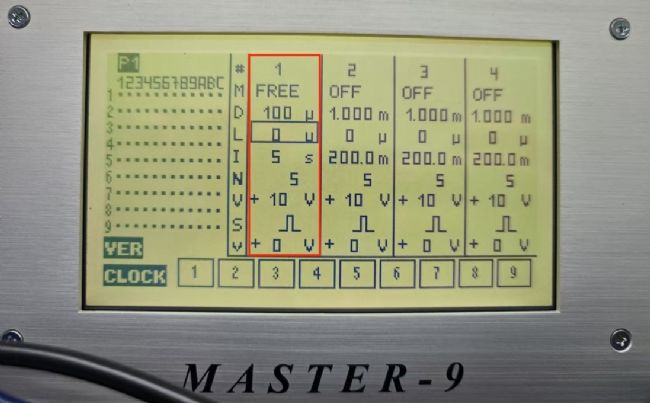 P1
123456789ABC
1
2
3
4
5
6
7
8
9
VER
CLOCK
# 1 2 3 4
M FREE OFF OFF OFF
D 100 μ 1.000 m 1.000 m 1.000 m
L 0 μ 0 μ 0 μ 0 μ
I 5 s 200.0 m 200.0 m 200.0 m
N 5 5 5 5
V + 10 V + 10 V + 10 V + 10 V
S
v + 0 V + 0 V + 0 V + 0 V
1 2 3 4 5 6 7 8 9
MASTER-9